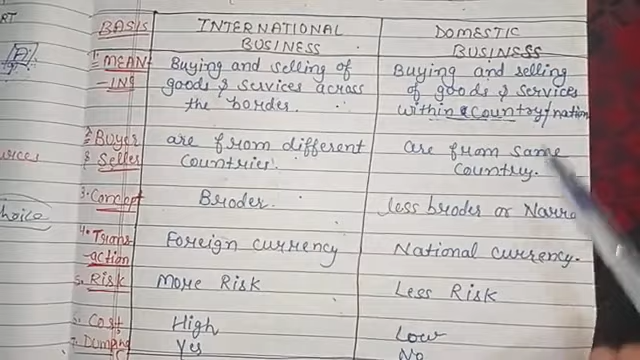 BASIS INTERNATIONAL BUSINESS DOMESTIC BUSINESS
1. MEAN-ING
Buying and selling of
goods & services across
the border.
Buying and selling
of goods & services
within a country/nation
2. Buyer
& Seller
are from different
Countries.
are from same
Country.
3. Concept
Broder.
less broder or Narro
4. Trans
-action
Foreign currency
National currency.
5. Risk
More Risk
Less Risk
Cost
High
Low
7. Dumping
Yes
No
RT
hoice